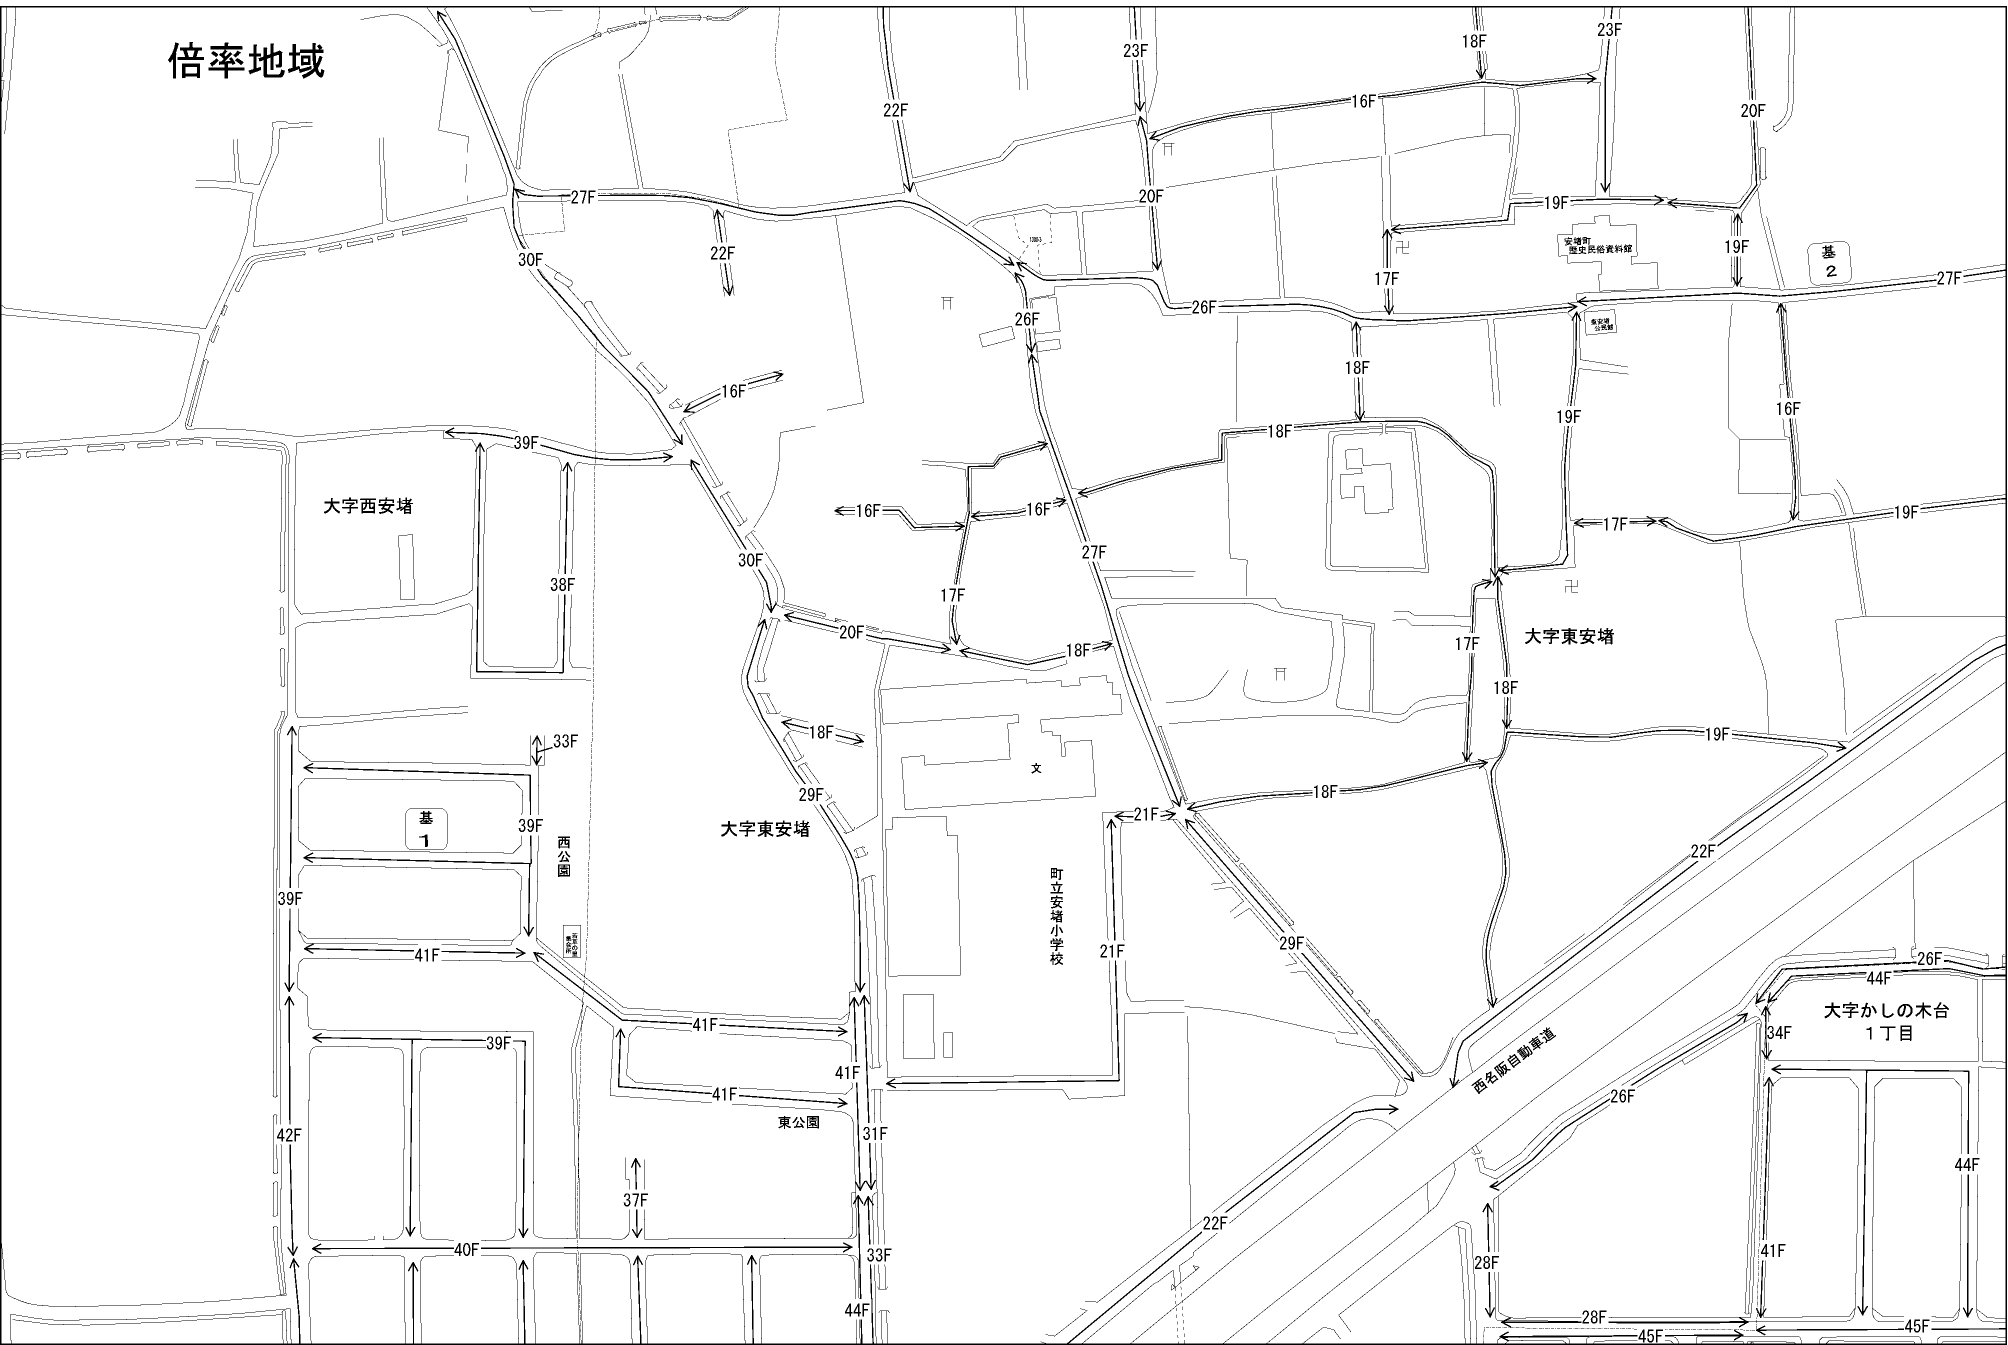 倍率地域
18F
23F
23F
22F
16F
20F
27F
20F
19F
22F
30F
安堵町
歴史民俗資料館
19F
基
2
17F
27F
26F
26F
東安堵
公民館
18F
16F
16F
19F
39F
18F
大字西安堵
16F
16F
17F
19F
30F
27F
38F
17F
20F
18F
17F
大字東安堵
18F
33F
18F
19F
文
29F
18F
基
1
39F
大字東安堵
21F
西公園
22F
39F
町立安堵小学校
41F
21F
29F
26F
44F
大字かしの木台
1丁目
41F
39F
34F
西名阪自動車道
41F
41F
26F
東公園
42F
31F
44F
37F
22F
40F
33F
28F
41F
44F
28F
45F
45F